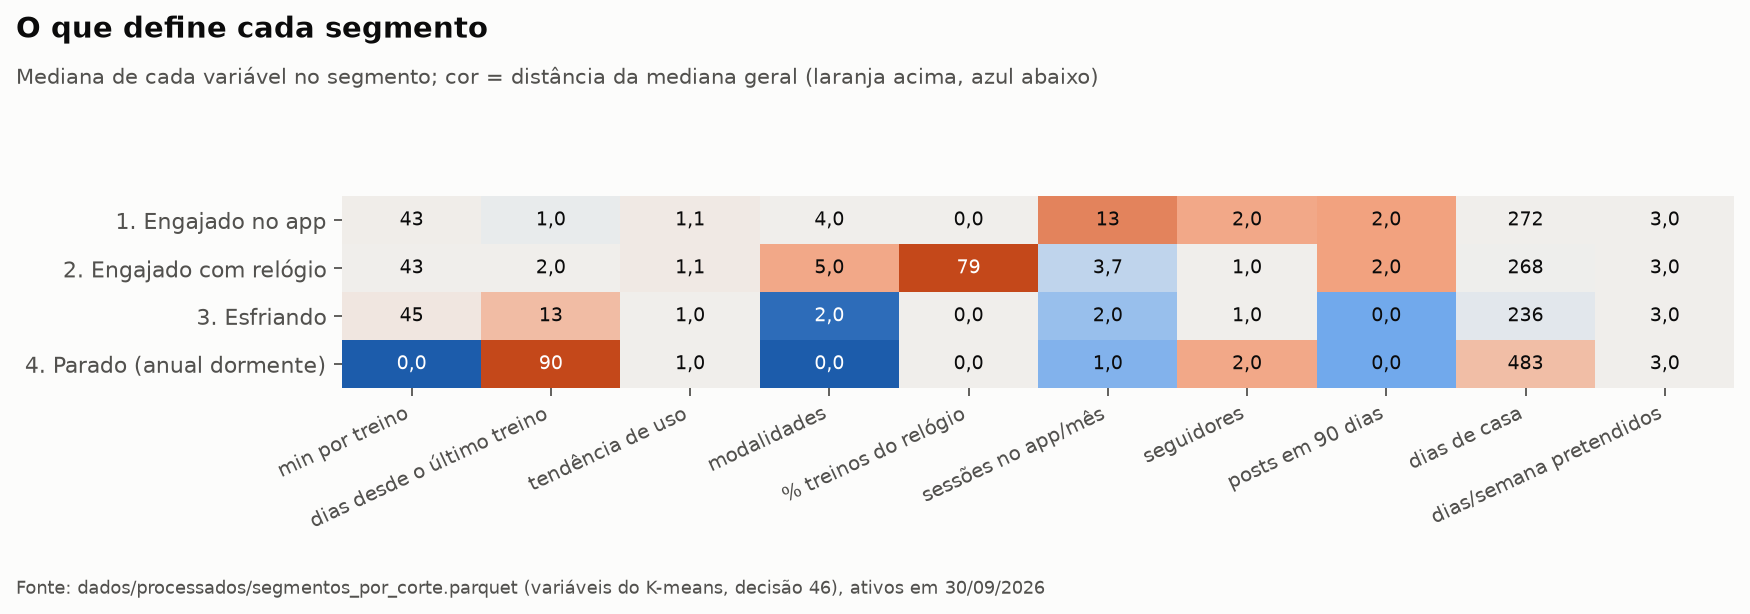 O que define cada segmento
Mediana de cada variável no segmento; cor = distância da mediana geral (laranja acima, azul abaixo)
1. Engajado no app 43 1,0 1,1 4,0 0,0 13 2,0 2,0 272 3,0
2. Engajado com relógio 43 2,0 1,1 5,0 79 3,7 1,0 2,0 268 3,0
3. Esfriando 45 13 1,0 2,0 0,0 2,0 1,0 0,0 236 3,0
4. Parado (anual dormente) 0,0 90 1,0 0,0 0,0 1,0 2,0 0,0 483 3,0
min por treino
dias desde o último treino
tendência de uso
modalidades
% treinos do relógio
sessões no app/mês
seguidores
posts em 90 dias
dias de casa
dias/semana pretendidos
Fonte: dados/processados/segmentos_por_corte.parquet (variáveis do K-means, decisão 46), ativos em 30/09/2026